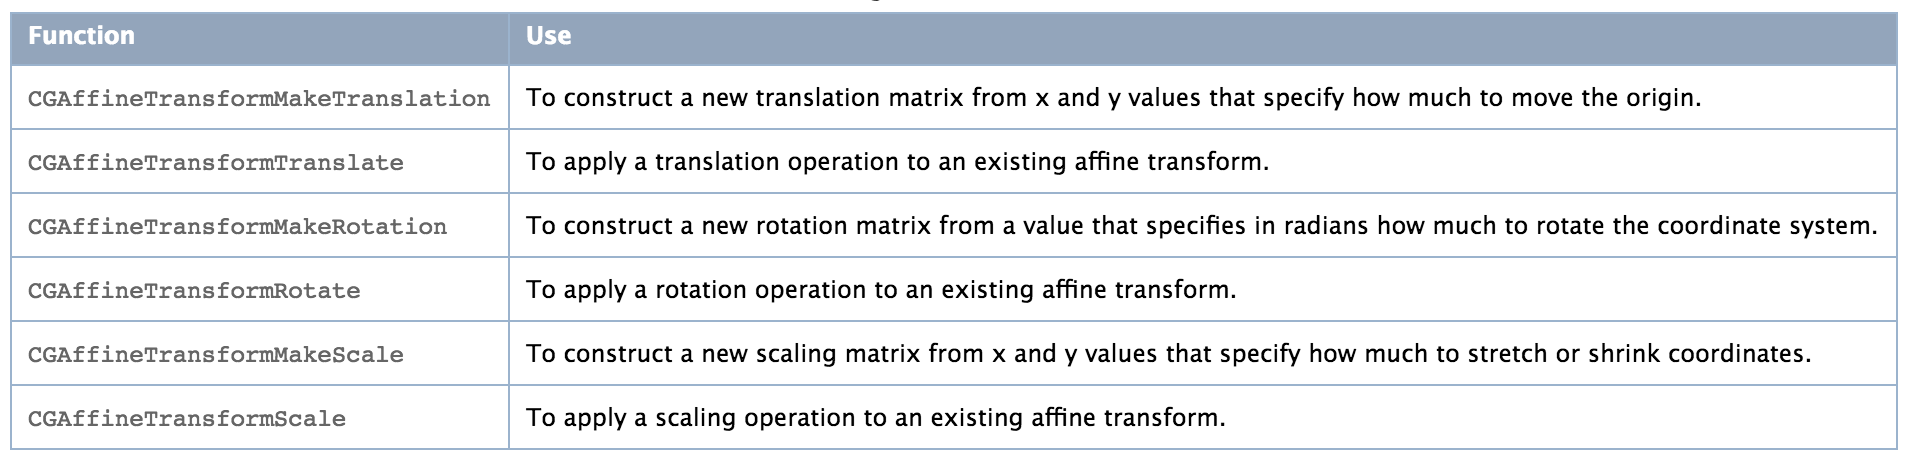 Function Use
CGAffineTransformMakeTranslation To construct a new translation matrix from x and y values that specify how much to move the origin.
CGAffineTransformTranslate To apply a translation operation to an existing affine transform.
CGAffineTransformMakeRotation To construct a new rotation matrix from a value that specifies in radians how much to rotate the coordinate system.
CGAffineTransformRotate To apply a rotation operation to an existing affine transform.
CGAffineTransformMakeScale To construct a new scaling matrix from x and y values that specify how much to stretch or shrink coordinates.
CGAffineTransformScale To apply a scaling operation to an existing affine transform.